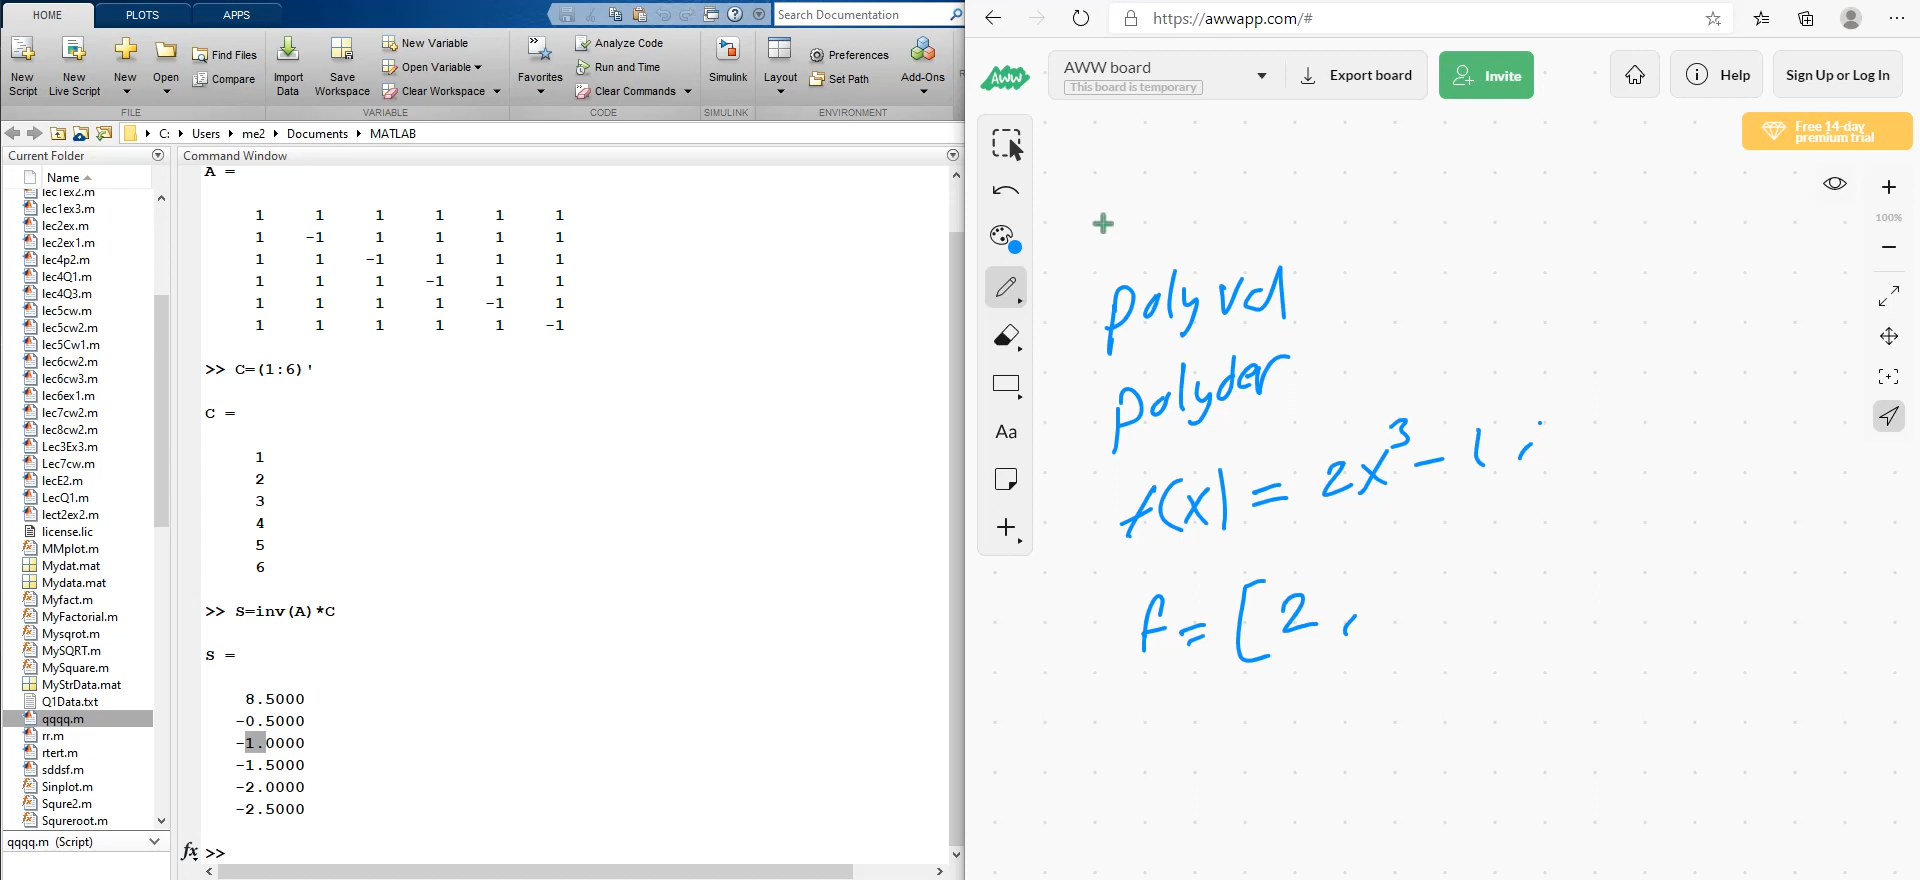 HOME
PLOTS
APPS
Search Documentation
New Script
New Live Script
New
Open
Find Files
Compare
Import Data
Save Workspace
New Variable
Open Variable
Clear Workspace
Favorites
Analyze Code
Run and Time
Clear Commands
Simulink
Layout
Preferences
Set Path
Add-Ons
FILE
VARIABLE
CODE
SIMULINK
ENVIRONMENT
C: Users me2 Documents MATLAB
Current Folder
Name
lec1ex2.m
lec1ex3.m
lec2ex.m
lec2ex1.m
lec4p2.m
lec4Q1.m
lec4Q3.m
lec5cw.m
lec5cw2.m
lec5Cw1.m
lec6cw2.m
lec6cw3.m
lec6ex1.m
lec7cw2.m
lec8cw2.m
Lec3Ex3.m
Lec7cw.m
lecE2.m
LecQ1.m
lect2ex2.m
license.lic
MMplot.m
Mydat.mat
Mydata.mat
Myfact.m
MyFactorial.m
Mysqrot.m
MySQRT.m
MySquare.m
MyStrData.mat
Q1Data.txt
qqqq.m
rr.m
rtert.m
sddsf.m
Sinplot.m
Squre2.m
Squreroot.m
qqqq.m (Script)
Command Window
A =
1 1 1 1 1 1
1 -1 1 1 1 1
1 1 -1 1 1 1
1 1 1 -1 1 1
1 1 1 1 -1 1
1 1 1 1 1 -1
>> C=(1:6)'
C =
1
2
3
4
5
6
>> S=inv(A)*C
S =
8.5000
-0.5000
-1.0000
-1.5000
-2.0000
-2.5000
fx >>
https://awwapp.com/#
AWW
AWW board
This board is temporary
Export board
Invite
Help
Sign Up or Log In
Free 14-day
premium trial
100%
Aa
polyval
polyder
f(x) = 2x³ - 1
f = [2 ,